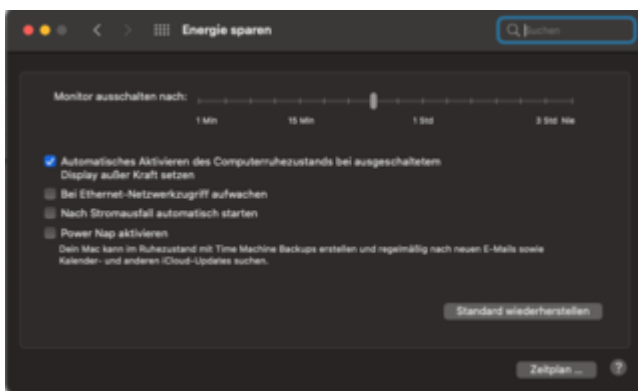 Energie sparen
Suchen
Monitor ausschalten nach:
1 Min 15 Min 1 Std 3 Std Nie
Automatisches Aktivieren des Computerruhezustands bei ausgeschaltetem
Display außer Kraft setzen
Bei Ethernet-Netzwerkzugriff aufwachen
Nach Stromausfall automatisch starten
Power Nap aktivieren
Dein Mac kann im Ruhezustand mit Time Machine Backups erstellen und regelmäßig nach neuen E-Mails sowie
Kalender- und anderen iCloud-Updates suchen.
Standard wiederherstellen
Zeitplan ...
?